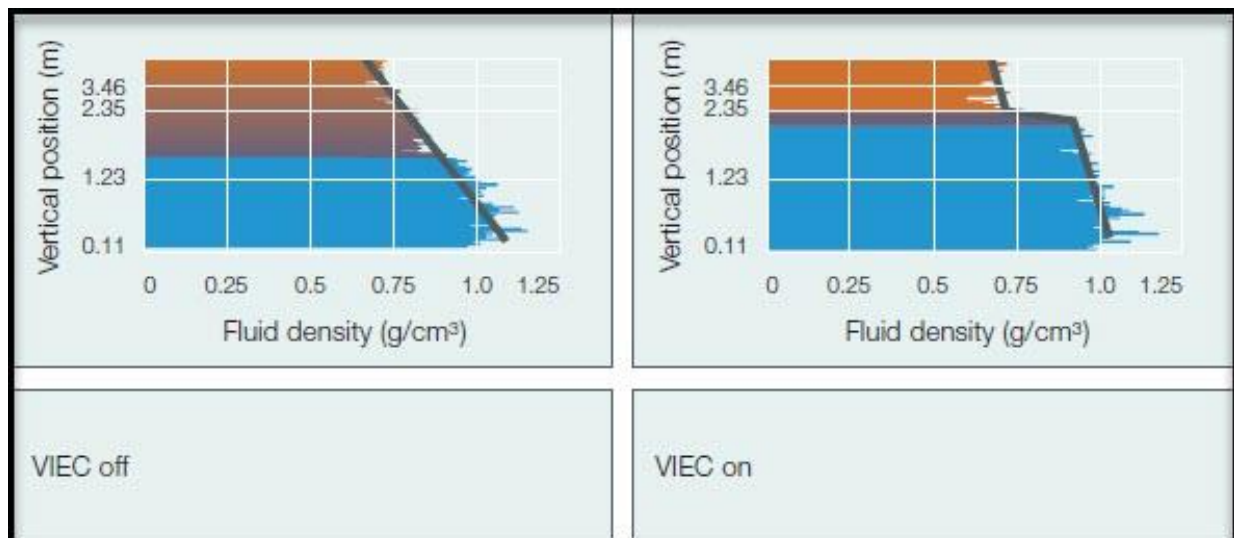 Vertical position (m)
3.46
2.35
1.23
0.11
0 0.25 0.5 0.75 1.0 1.25
Fluid density (g/cm³)
Vertical position (m)
3.46
2.35
1.23
0.11
0 0.25 0.5 0.75 1.0 1.25
Fluid density (g/cm³)
VIEC off
VIEC on